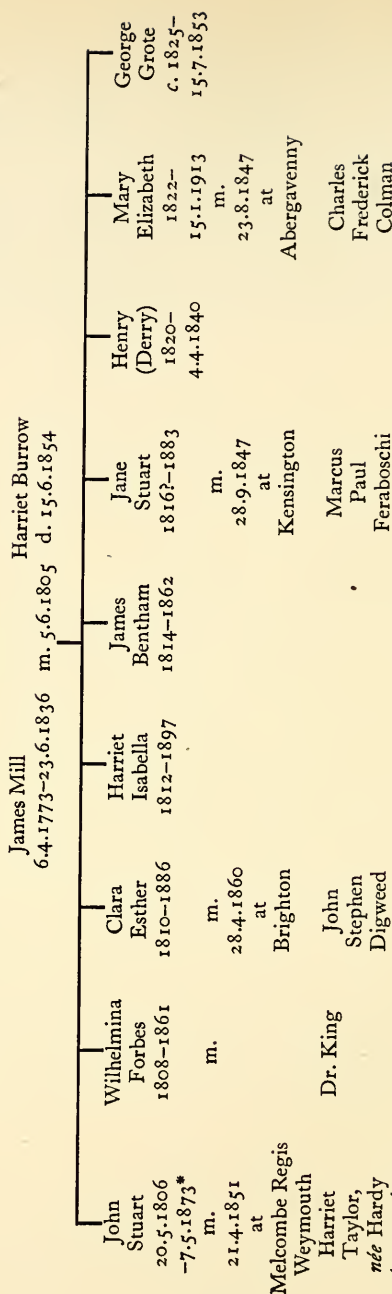 James Mill
6.4.1773–23.6.1836
m. 5.6.1805
Harriet Burrow
d. 15.6.1854
John
Stuart
20.5.1806
–7.5.1873*
m.
21.4.1851
at
Melcombe Regis
Weymouth
Harriet
Taylor,
née Hardy
Wilhelmina
Forbes
1808–1861
m.
Dr. King
Clara
Esther
1810–1886
m.
28.4.1860
at
Brighton
John
Stephen
Digweed
Harriet
Isabella
1812–1897
James
Bentham
1814–1862
Jane
Stuart
1816?–1883
m.
28.9.1847
at
Kensington
Marcus
Paul
Feraboschi
Henry
(Derry)
1820–
4.4.1840
Mary
Elizabeth
1822–
15.1.1913
m.
23.8.1847
at
Abergavenny
Charles
Frederick
Colman
George
Grote
c. 1825–
15.7.1853